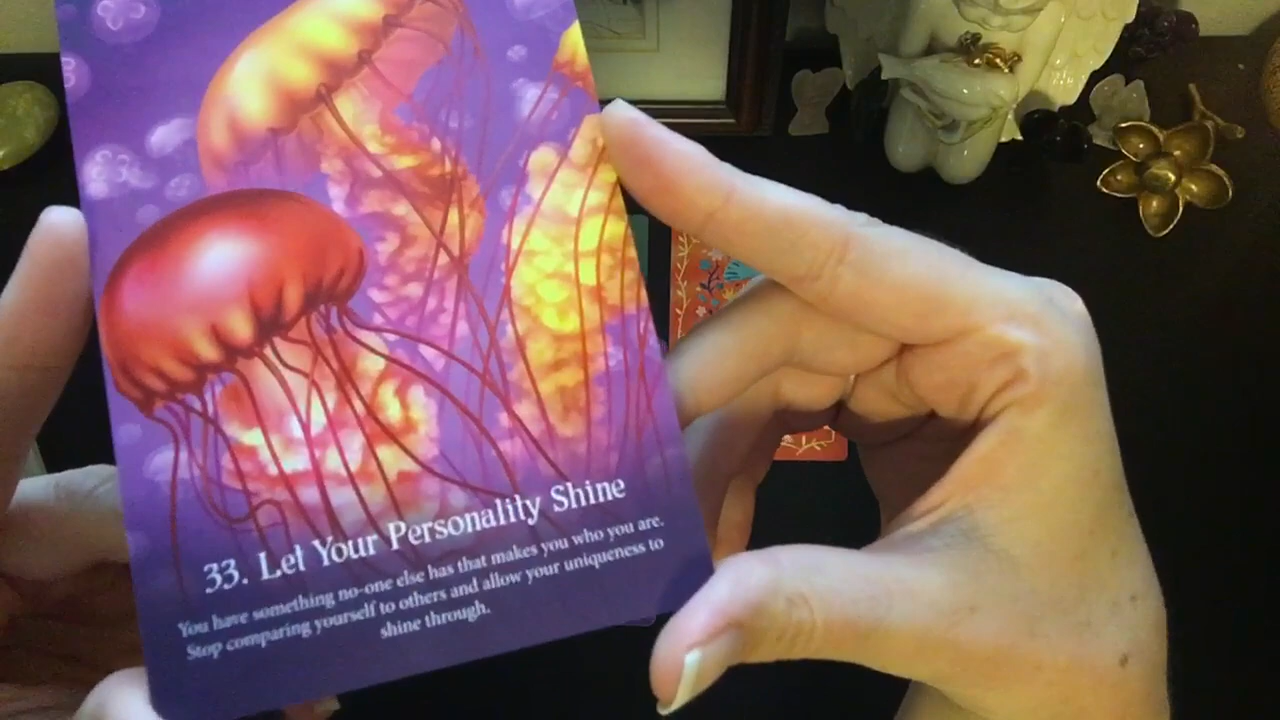 33. Let Your Personality Shine
You have something no-one else has that makes you who you are.
Stop comparing yourself to others and allow your uniqueness to
shine through.